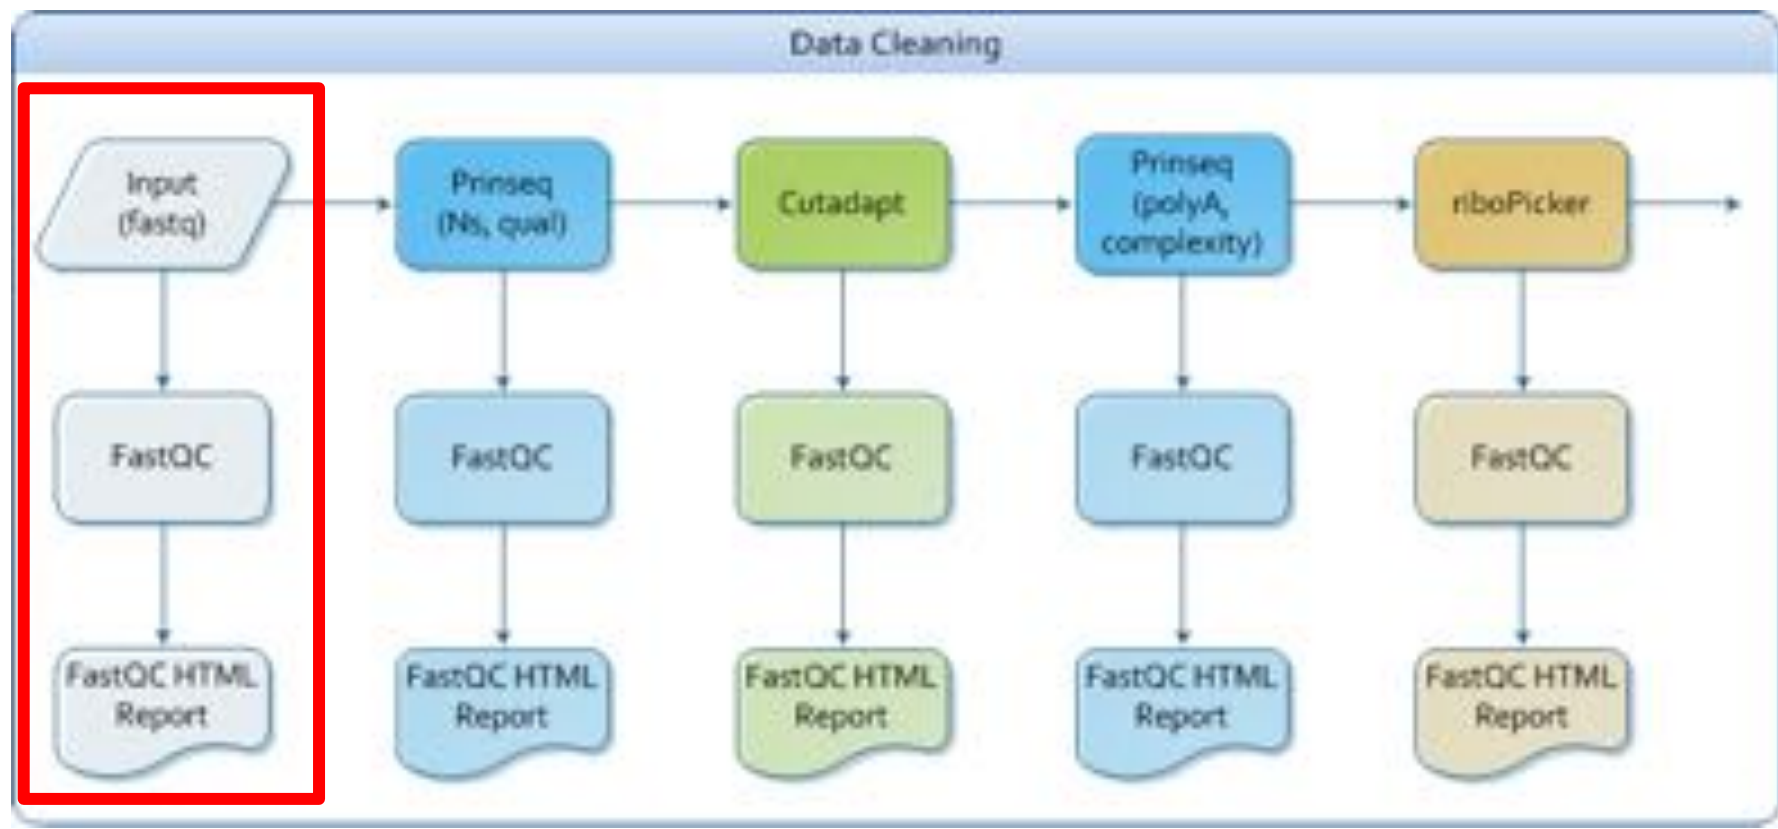 Data Cleaning
Input
(fastq)
Prinseq
(Ns, qual)
Cutadapt
Prinseq
(polyA,
complexity)
riboPicker
FastQC
FastQC
FastQC
FastQC
FastQC
FastQC HTML
Report
FastQC HTML
Report
FastQC HTML
Report
FastQC HTML
Report
FastQC HTML
Report